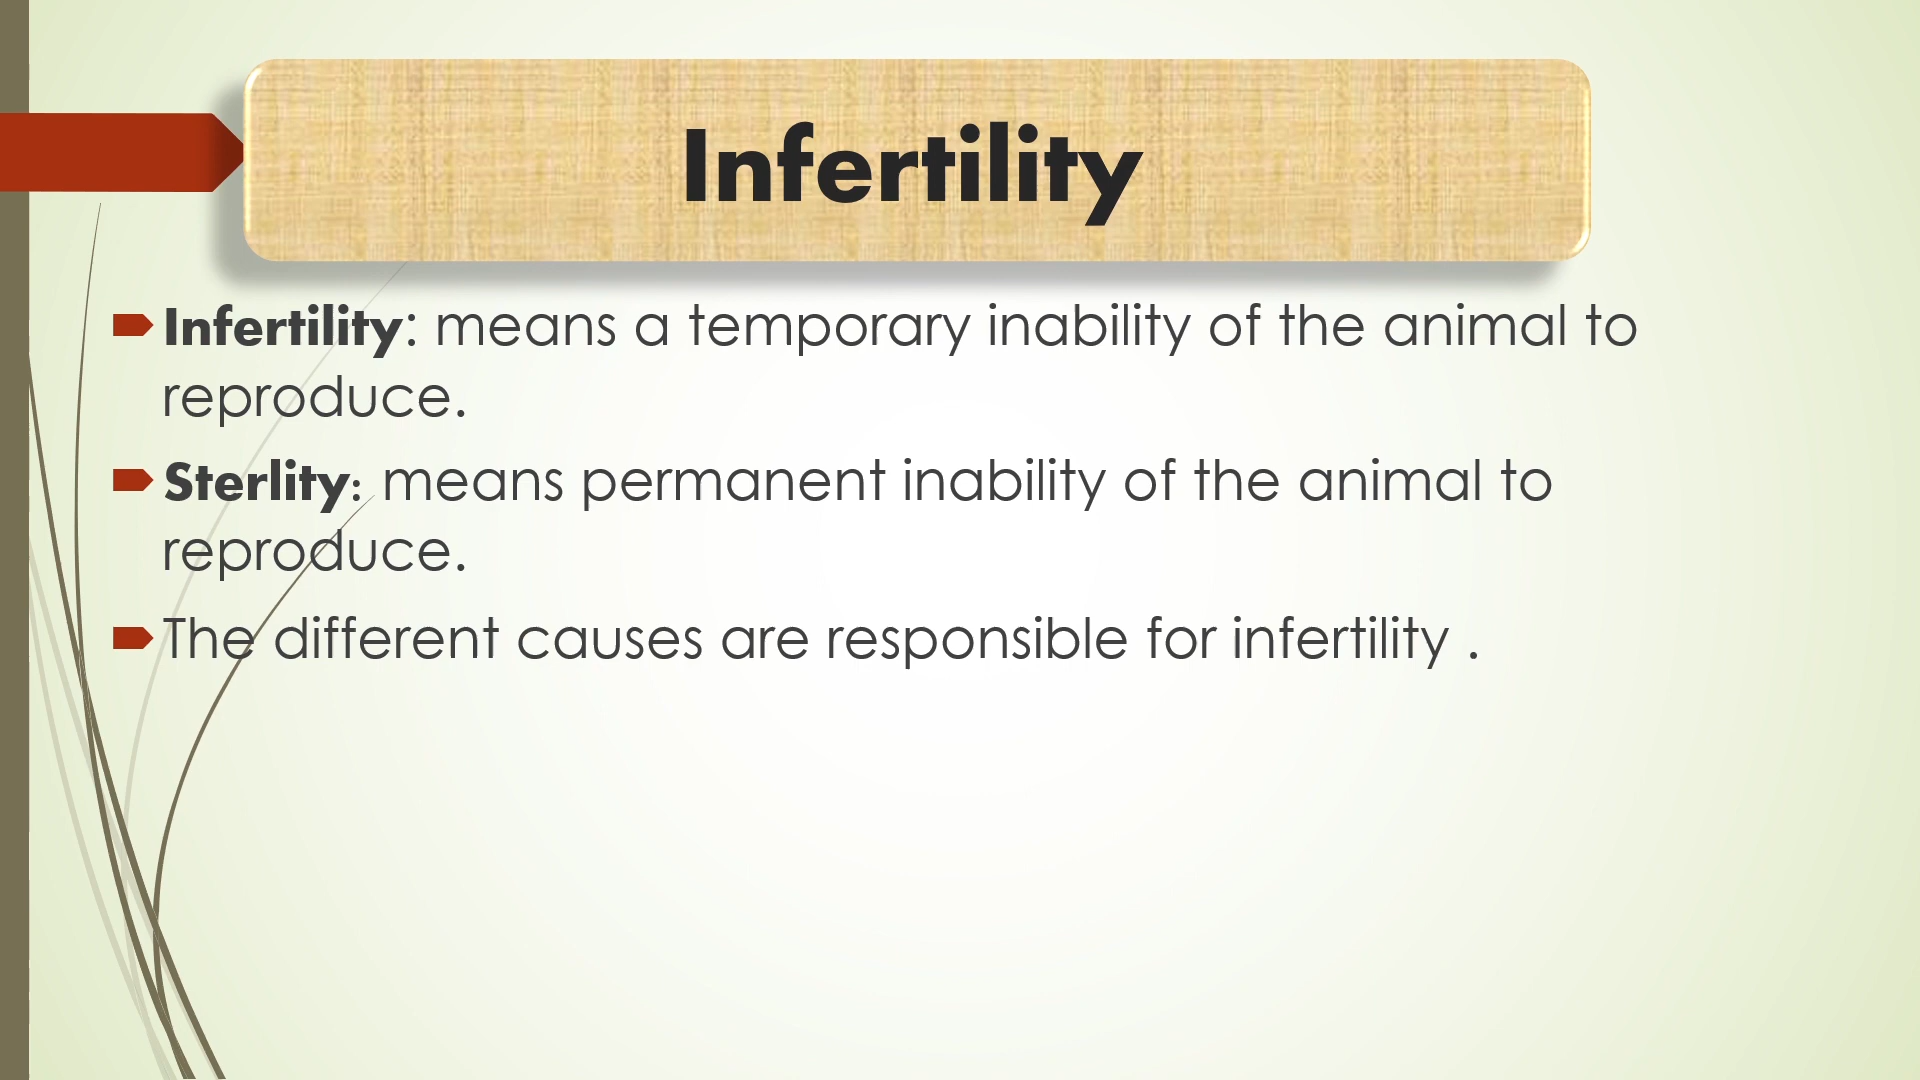 Infertility
Infertility: means a temporary inability of the animal to
reproduce.
Sterlity: means permanent inability of the animal to
reproduce.
The different causes are responsible for infertility .